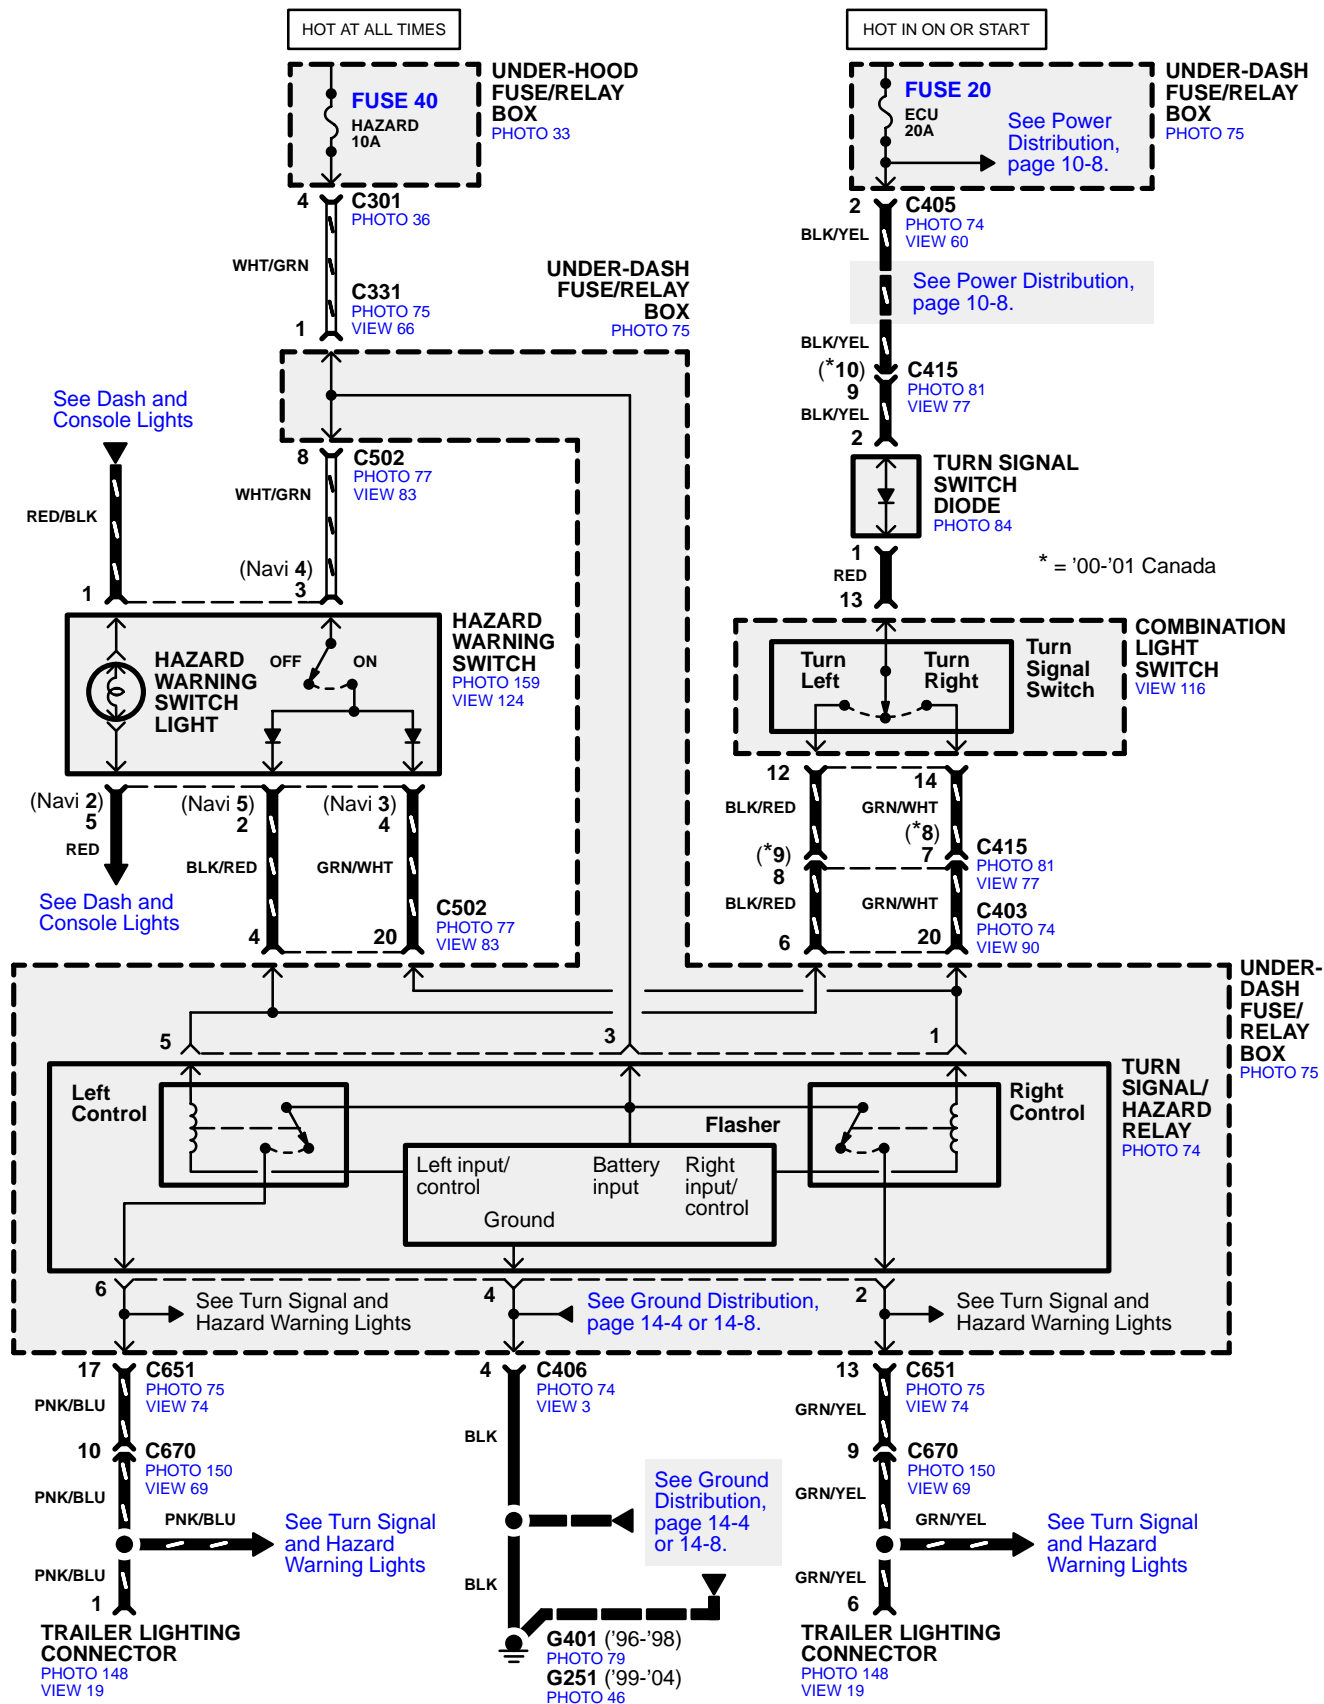 HOT AT ALL TIMES
HOT IN ON OR START
FUSE 40
HAZARD
10A
UNDER-HOOD
FUSE/RELAY
BOX
PHOTO 33
FUSE 20
ECU
20A
See Power
Distribution,
page 10-8.
UNDER-DASH
FUSE/RELAY
BOX
PHOTO 75
4
C301
PHOTO 36
WHT/GRN
C331
PHOTO 75
VIEW 66
1
UNDER-DASH
FUSE/RELAY
BOX
PHOTO 75
2
C405
PHOTO 74
VIEW 60
BLK/YEL
See Power Distribution,
page 10-8.
BLK/YEL
(*10)
9
C415
PHOTO 81
VIEW 77
BLK/YEL
2
TURN SIGNAL
SWITCH
DIODE
PHOTO 84
1
RED
13
* = '00-'01 Canada
See Dash and
Console Lights
RED/BLK
1
8
C502
PHOTO 77
VIEW 83
WHT/GRN
(Navi 4)
3
HAZARD
WARNING
SWITCH
LIGHT
OFF
ON
HAZARD
WARNING
SWITCH
PHOTO 159
VIEW 124
Turn
Left
Turn
Right
Turn
Signal
Switch
COMBINATION
LIGHT
SWITCH
VIEW 116
(Navi 2)
5
RED
See Dash and
Console Lights
(Navi 5)
2
BLK/RED
4
(Navi 3)
4
GRN/WHT
20
C502
PHOTO 77
VIEW 83
12
BLK/RED
(*9)
8
BLK/RED
6
14
GRN/WHT
(*8)
7
C415
PHOTO 81
VIEW 77
GRN/WHT
20
C403
PHOTO 74
VIEW 90
UNDER-
DASH
FUSE/
RELAY
BOX
PHOTO 75
5
3
1
Left
Control
Flasher
Right
Control
TURN
SIGNAL/
HAZARD
RELAY
PHOTO 74
Left input/
control
Battery
input
Right
input/
control
Ground
6
See Turn Signal and
Hazard Warning Lights
4
See Ground Distribution,
page 14-4 or 14-8.
2
See Turn Signal and
Hazard Warning Lights
17
C651
PHOTO 75
VIEW 74
PNK/BLU
10
C670
PHOTO 150
VIEW 69
PNK/BLU
PNK/BLU
See Turn Signal
and Hazard
Warning Lights
PNK/BLU
1
TRAILER LIGHTING
CONNECTOR
PHOTO 148
VIEW 19
4
C406
PHOTO 74
VIEW 3
BLK
See Ground
Distribution,
page 14-4
or 14-8.
BLK
G401 ('96-'98)
PHOTO 79
G251 ('99-'04)
PHOTO 46
13
C651
PHOTO 75
VIEW 74
GRN/YEL
9
C670
PHOTO 150
VIEW 69
GRN/YEL
GRN/YEL
See Turn Signal
and Hazard
Warning Lights
GRN/YEL
6
TRAILER LIGHTING
CONNECTOR
PHOTO 148
VIEW 19